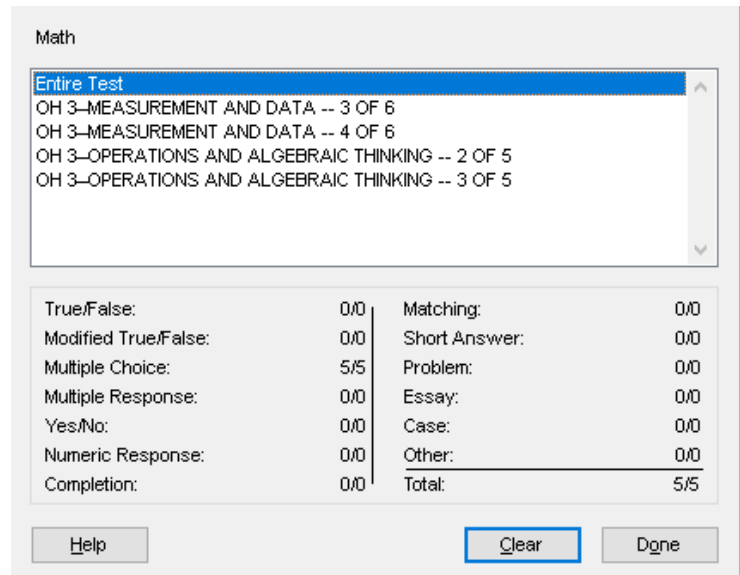 Math
Entire Test
OH 3–MEASUREMENT AND DATA -- 3 OF 6
OH 3–MEASUREMENT AND DATA -- 4 OF 6
OH 3–OPERATIONS AND ALGEBRAIC THINKING -- 2 OF 5
OH 3–OPERATIONS AND ALGEBRAIC THINKING -- 3 OF 5
True/False: 0/0
Modified True/False: 0/0
Multiple Choice: 5/5
Multiple Response: 0/0
Yes/No: 0/0
Numeric Response: 0/0
Completion: 0/0
Matching: 0/0
Short Answer: 0/0
Problem: 0/0
Essay: 0/0
Case: 0/0
Other: 0/0
Total: 5/5
Help Clear Done